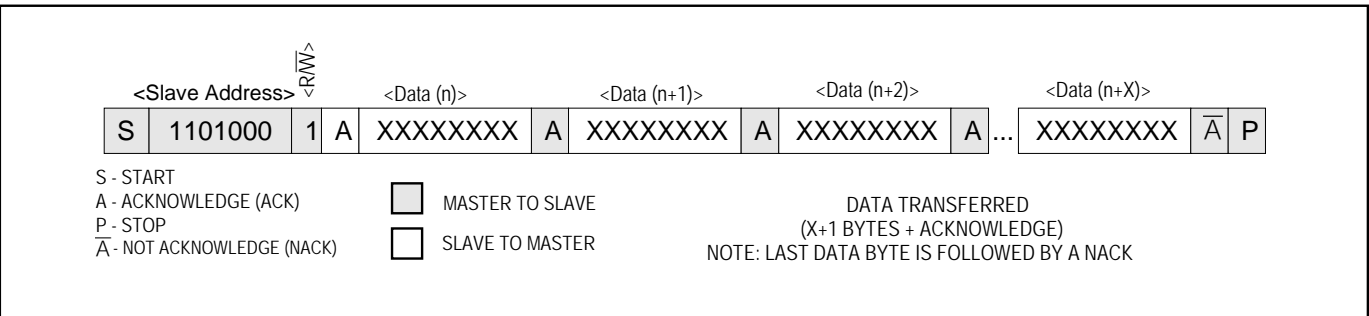 <R/W̅>
<Slave Address> <Data (n)> <Data (n+1)> <Data (n+2)> <Data (n+X)>
S 1101000 1 A XXXXXXXX A XXXXXXXX A XXXXXXXX A ... XXXXXXXX A̅ P
S - START
A - ACKNOWLEDGE (ACK)
P - STOP
A̅ - NOT ACKNOWLEDGE (NACK)
MASTER TO SLAVE
SLAVE TO MASTER
DATA TRANSFERRED
(X+1 BYTES + ACKNOWLEDGE)
NOTE: LAST DATA BYTE IS FOLLOWED BY A NACK